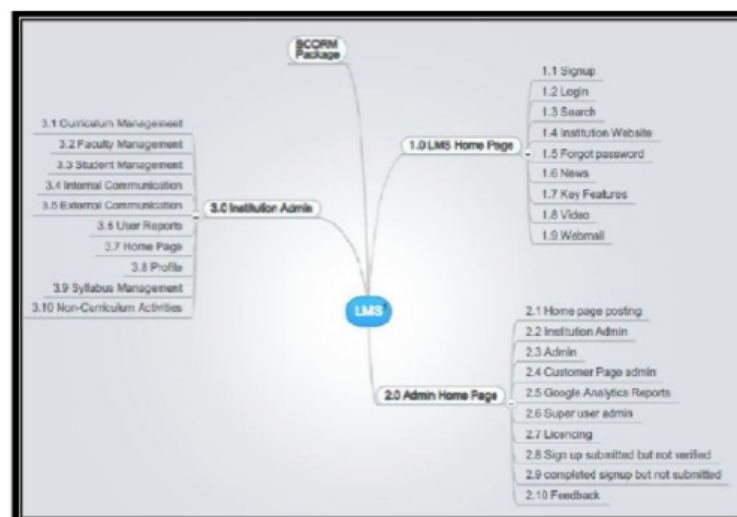 SCORM
Package
1.0 LMS Home Page
1.1 Signup
1.2 Login
1.3 Search
1.4 Institution Website
1.5 Forgot password
1.6 News
1.7 Key Features
1.8 Video
1.9 Webmail
3.0 Institution Admin
3.1 Curriculum Management
3.2 Faculty Management
3.3 Student Management
3.4 Internal Communication
3.5 External Communication
3.6 User Reports
3.7 Home Page
3.8 Profile
3.9 Syllabus Management
3.10 Non-Curriculum Activities
LMS
2.0 Admin Home Page
2.1 Home page posting
2.2 Institution Admin
2.3 Admin
2.4 Customer Page admin
2.5 Google Analytics Reports
2.6 Super user admin
2.7 Licencing
2.8 Sign up submitted but not verified
2.9 completed signup but not submitted
2.10 Feedback